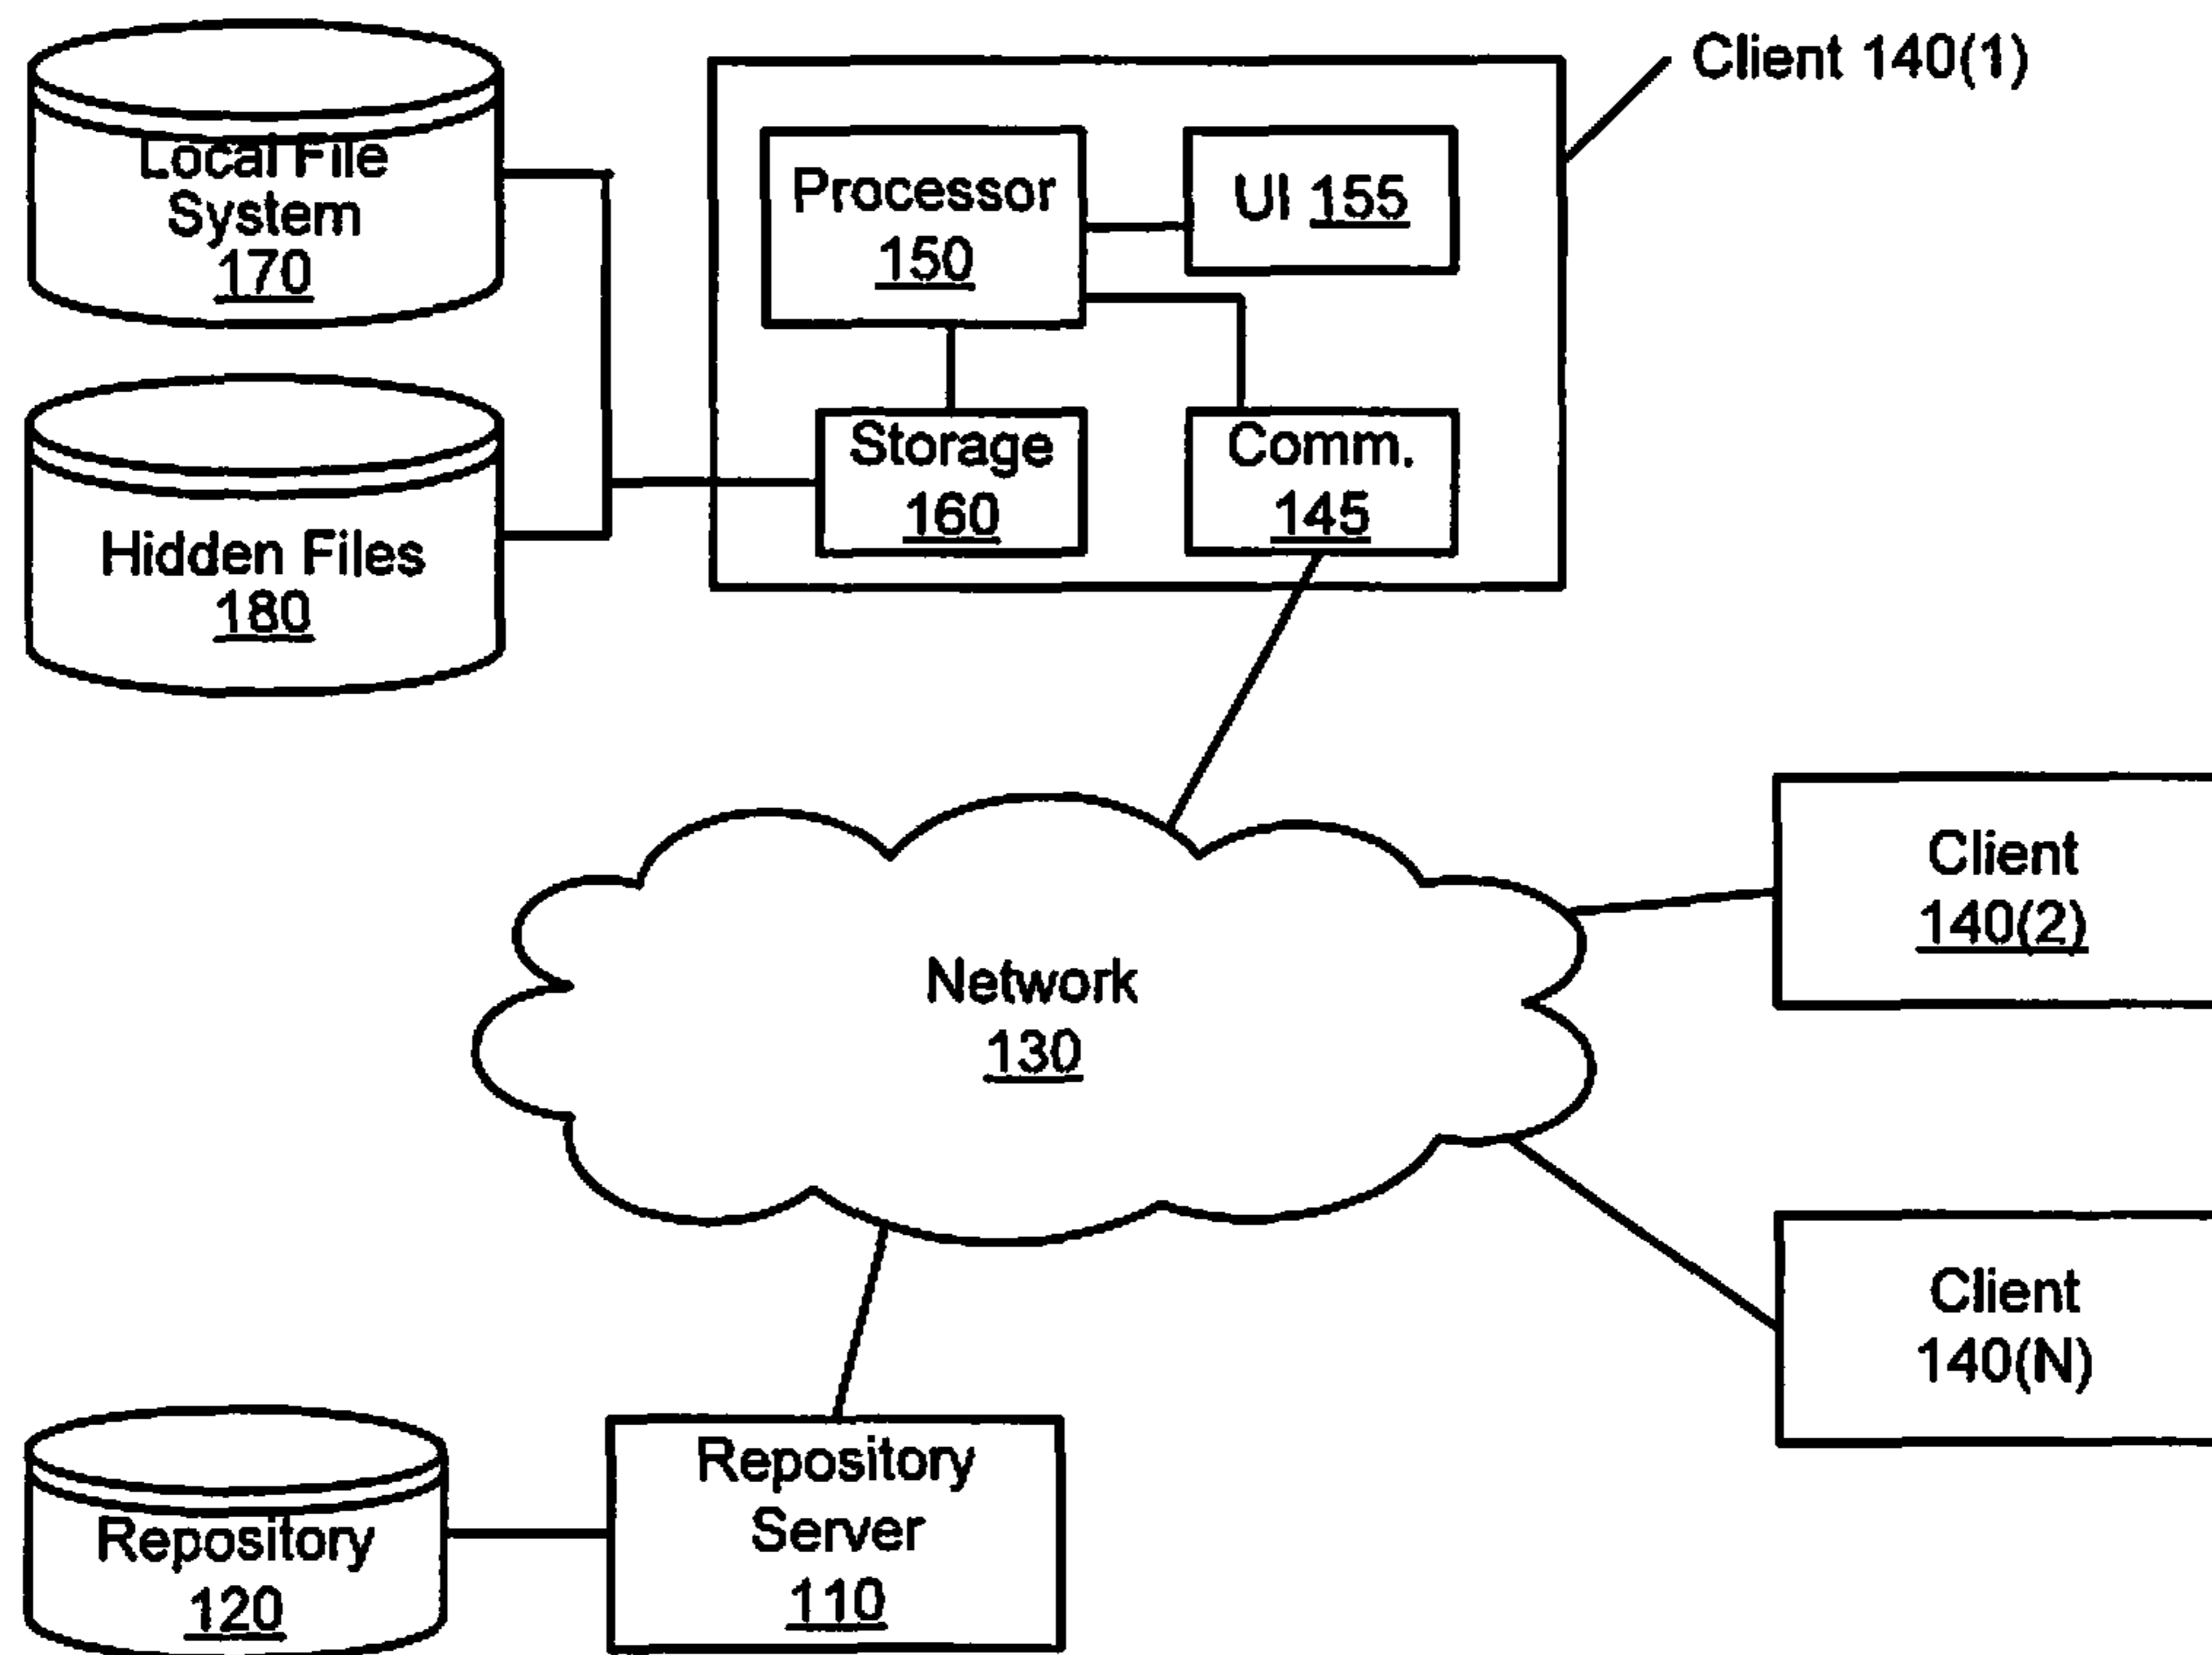 Client 140(1)
Local File
System
170
Processor
150
UI 155
Storage
160
Comm.
145
Hidden Files
180
Client
140(2)
Network
130
Client
140(N)
Repository
Server
110
Repository
120